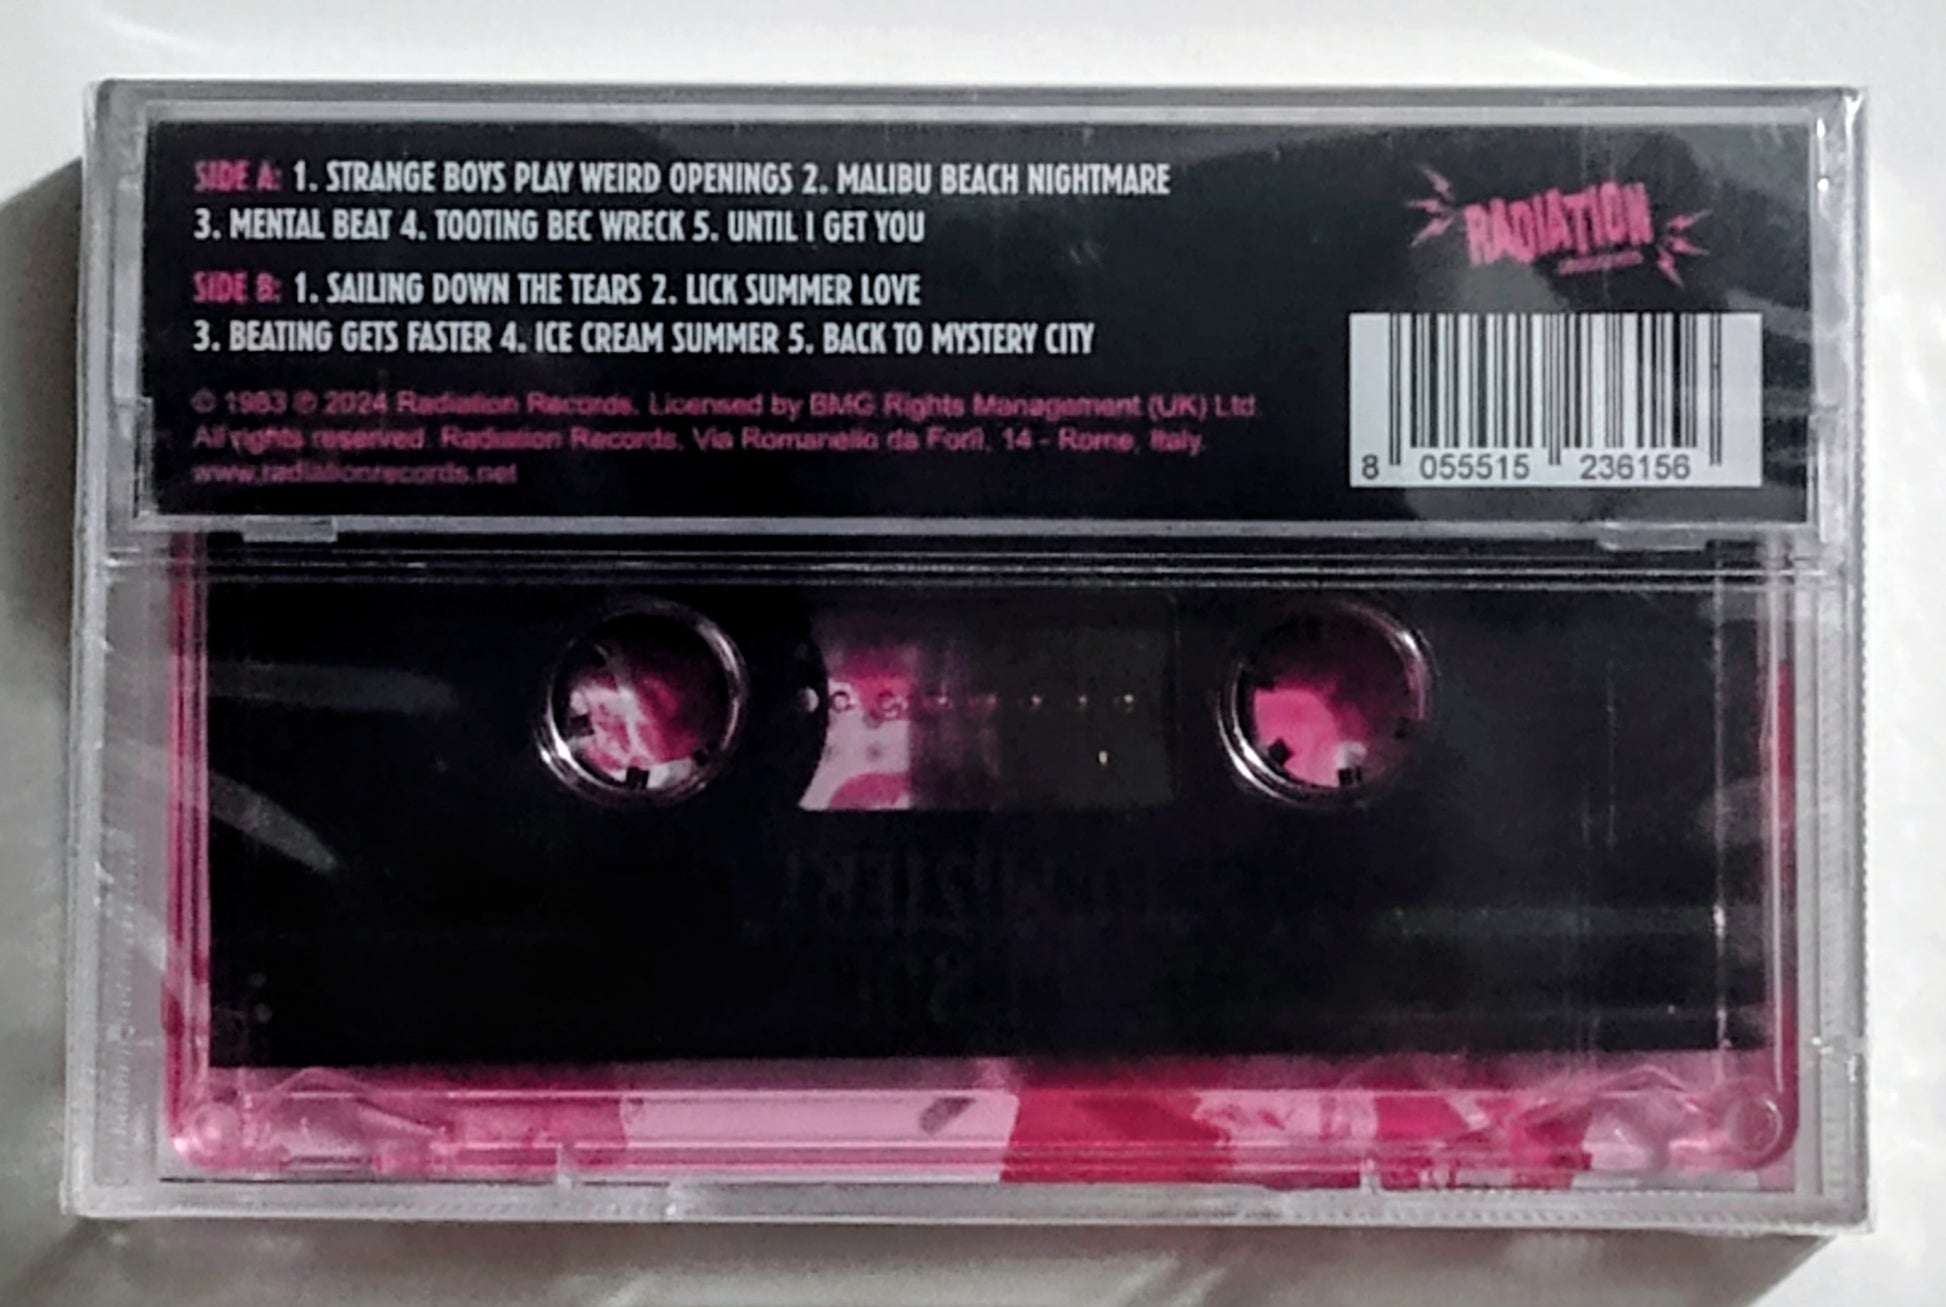 SIDE A: 1. STRANGE BOYS PLAY WEIRD OPENINGS 2. MALIBU BEACH NIGHTMARE
3. MENTAL BEAT 4. TOOTING BEC WRECK 5. UNTIL I GET YOU
SIDE B: 1. SAILING DOWN THE TEARS 2. LICK SUMMER LOVE
3. BEATING GETS FASTER 4. ICE CREAM SUMMER 5. BACK TO MYSTERY CITY
© 1983 ℗ 2024 Radiation Records. Licensed by BMG Rights Management (UK) Ltd.
All rights reserved. Radiation Records, Via Romanello da Forlì, 14 - Rome, Italy.
www.radiationrecords.net
RADIATION
8 055515 236156